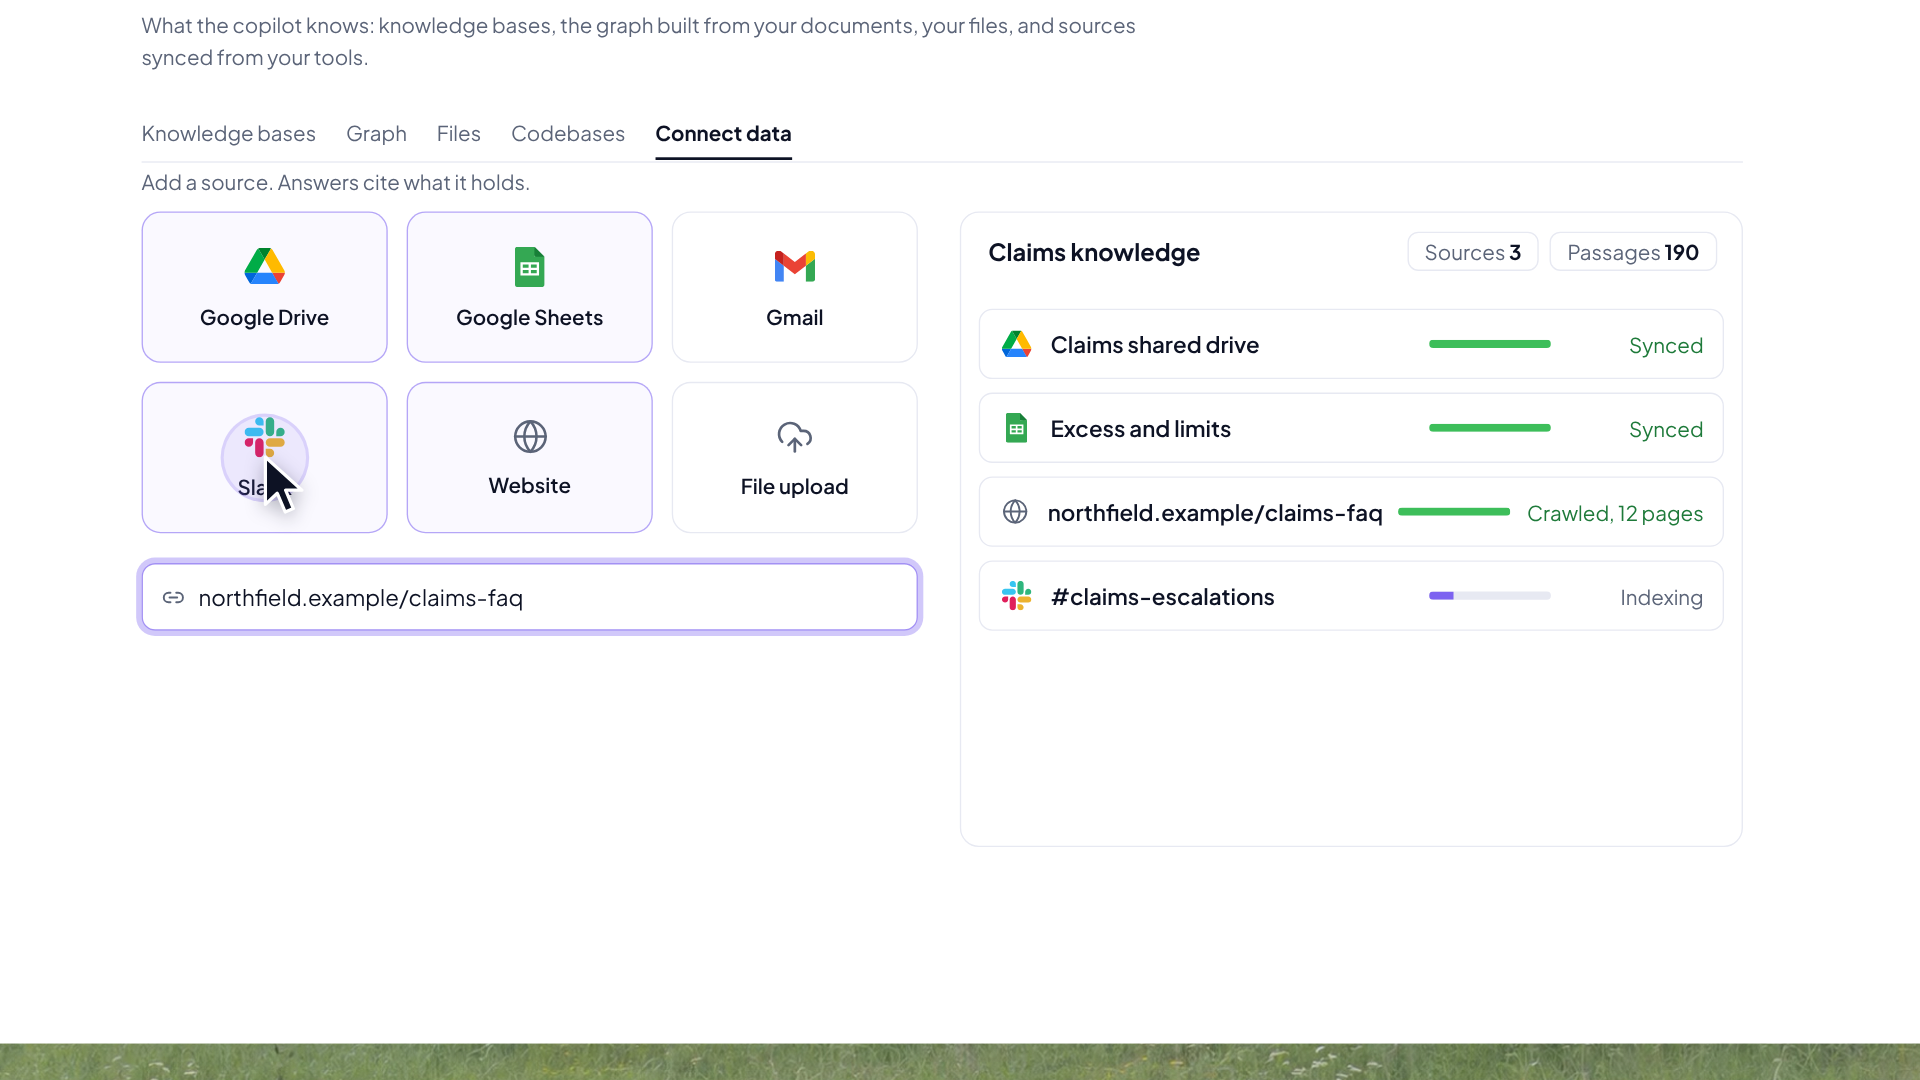 What the copilot knows: knowledge bases, the graph built from your documents, your files, and sources
synced from your tools.
Knowledge bases Graph Files Codebases Connect data
Add a source. Answers cite what it holds.
Google Drive Google Sheets Gmail
Website File upload
northfield.example/claims-faq
Claims knowledge Sources 3 Passages 190
Claims shared drive Synced
Excess and limits Synced
northfield.example/claims-faq Crawled, 12 pages
#claims-escalations Indexing